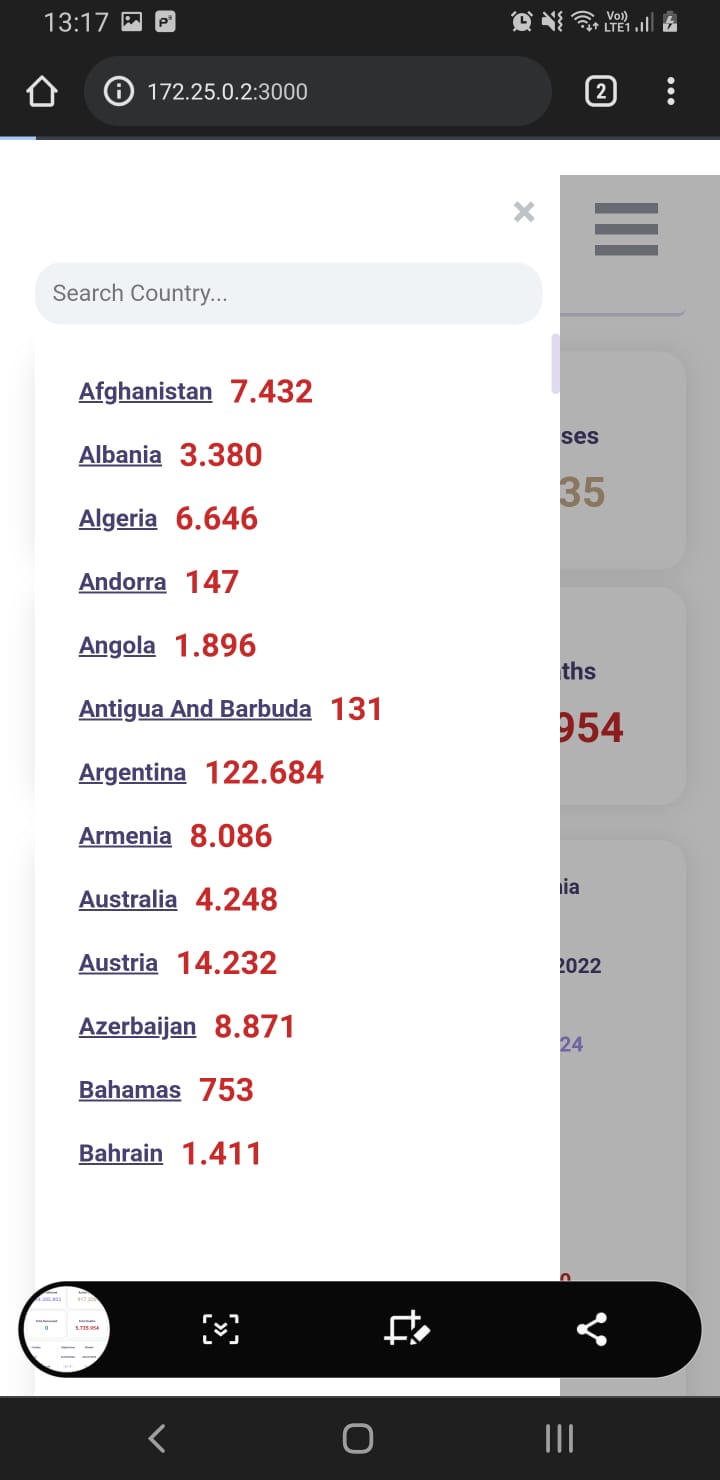 13:17
Vo)) LTE1
172.25.0.2:3000
2
Search Country...
Afghanistan 7.432
Albania 3.380
ses
Algeria 6.646
35
Andorra 147
Angola 1.896
ths
Antigua And Barbuda 131
954
Argentina 122.684
Armenia 8.086
Australia 4.248
ia
Austria 14.232
2022
Azerbaijan 8.871
24
Bahamas 753
Bahrain 1.411
5.735.954